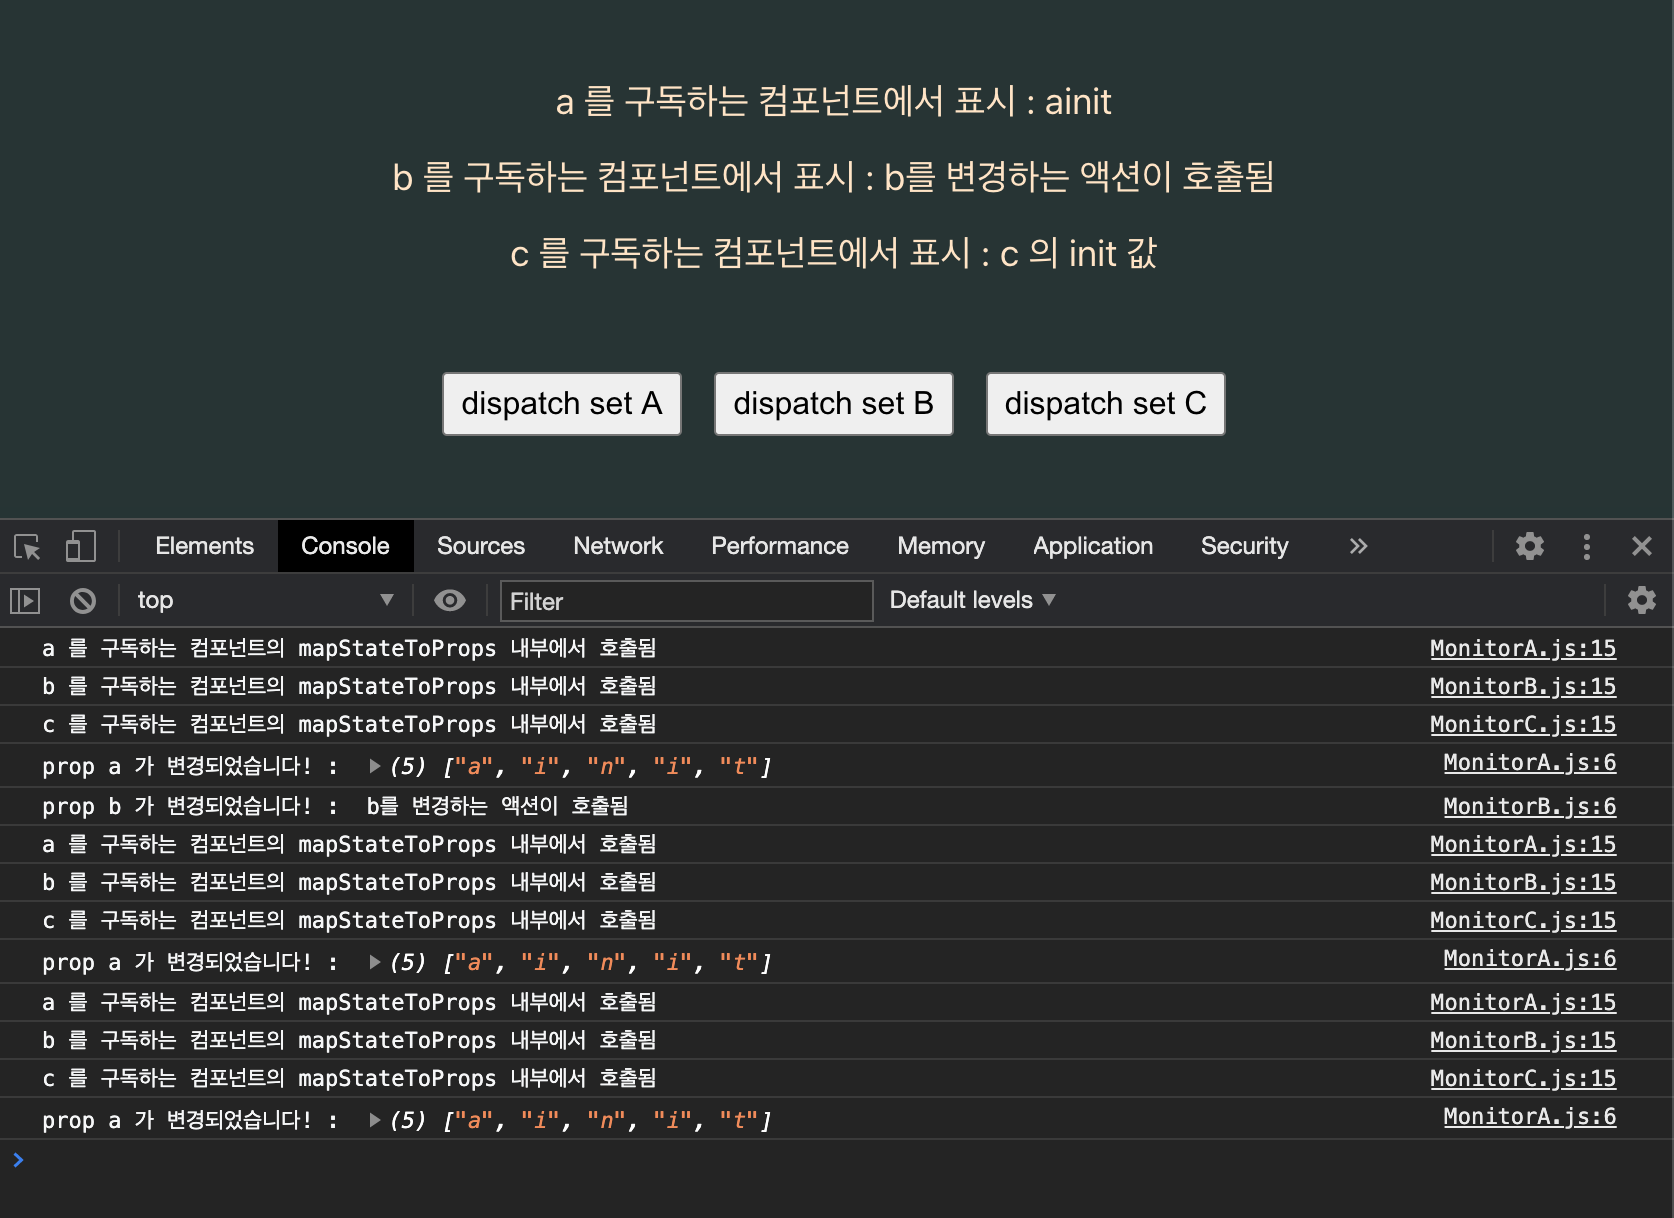 a 를 구독하는 컴포넌트에서 표시 : ainit
b 를 구독하는 컴포넌트에서 표시 : b를 변경하는 액션이 호출됨
c 를 구독하는 컴포넌트에서 표시 : c 의 init 값
dispatch set A dispatch set B dispatch set C
Elements Console Sources Network Performance Memory Application Security »
top ▼ Filter Default levels ▼
a 를 구독하는 컴포넌트의 mapStateToProps 내부에서 호출됨 MonitorA.js:15
b 를 구독하는 컴포넌트의 mapStateToProps 내부에서 호출됨 MonitorB.js:15
c 를 구독하는 컴포넌트의 mapStateToProps 내부에서 호출됨 MonitorC.js:15
prop a 가 변경되었습니다! : ▶(5) ["a", "i", "n", "i", "t"] MonitorA.js:6
prop b 가 변경되었습니다! : b를 변경하는 액션이 호출됨 MonitorB.js:6
a 를 구독하는 컴포넌트의 mapStateToProps 내부에서 호출됨 MonitorA.js:15
b 를 구독하는 컴포넌트의 mapStateToProps 내부에서 호출됨 MonitorB.js:15
c 를 구독하는 컴포넌트의 mapStateToProps 내부에서 호출됨 MonitorC.js:15
prop a 가 변경되었습니다! : ▶(5) ["a", "i", "n", "i", "t"] MonitorA.js:6
a 를 구독하는 컴포넌트의 mapStateToProps 내부에서 호출됨 MonitorA.js:15
b 를 구독하는 컴포넌트의 mapStateToProps 내부에서 호출됨 MonitorB.js:15
c 를 구독하는 컴포넌트의 mapStateToProps 내부에서 호출됨 MonitorC.js:15
prop a 가 변경되었습니다! : ▶(5) ["a", "i", "n", "i", "t"] MonitorA.js:6
>